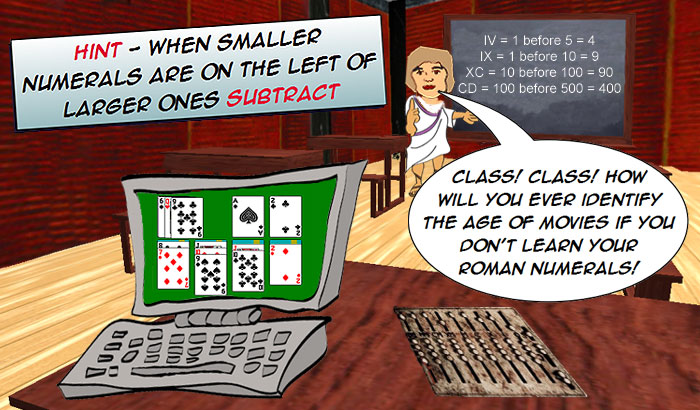 HINT – WHEN SMALLER
NUMERALS ARE ON THE LEFT OF
LARGER ONES SUBTRACT
IV = 1 before 5 = 4
IX = 1 before 10 = 9
XC = 10 before 100 = 90
CD = 100 before 500 = 400
CLASS! CLASS! HOW
WILL YOU EVER IDENTIFY
THE AGE OF MOVIES IF YOU
DON'T LEARN YOUR
ROMAN NUMERALS!